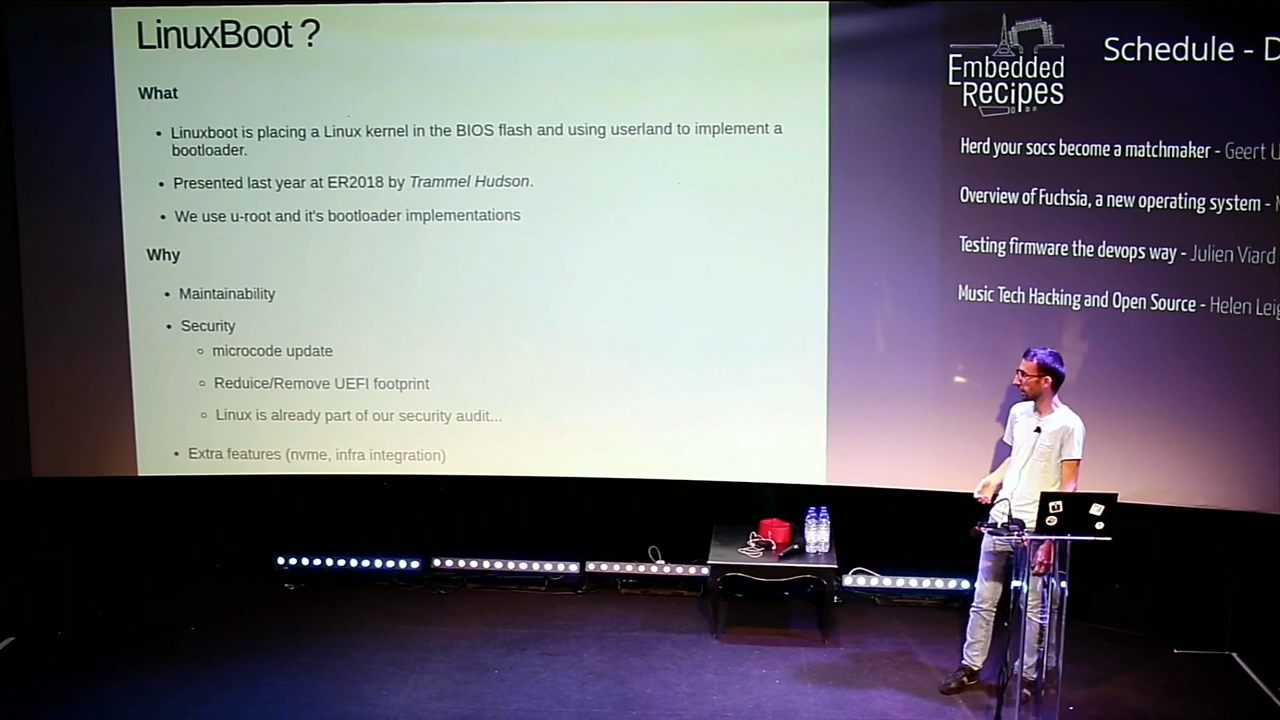 LinuxBoot ?
What
• Linuxboot is placing a Linux kernel in the BIOS flash and using userland to implement a
bootloader.
• Presented last year at ER2018 by Trammel Hudson.
• We use u-root and it's bootloader implementations
Why
• Maintainability
• Security
◦ microcode update
◦ Reduice/Remove UEFI footprint
◦ Linux is already part of our security audit...
• Extra features (nvme, infra integration)
Embedded
Recipes
Schedule - D
Herd your socs become a matchmaker - Geert U
Overview of Fuchsia, a new operating system -
Testing firmware the devops way - Julien Viard
Music Tech Hacking and Open Source - Helen Leig